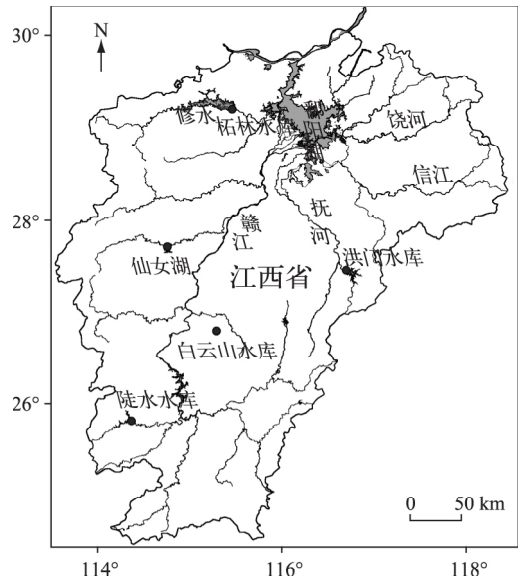 30°
N
修水
柘林水库
鄱阳湖
饶河
信江
28°
赣江
抚河
仙女湖
洪门水库
江西省
白云山水库
陡水水库
26°
0 50 km
114° 116° 118°